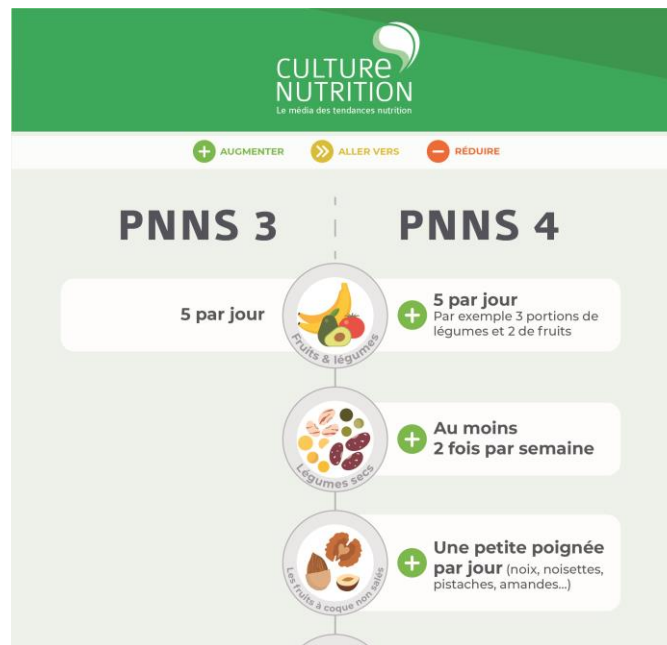 CULTURE
NUTRITION
Le média des tendances nutrition
AUGMENTER
ALLER VERS
RÉDUIRE
PNNS 3
PNNS 4
5 par jour
Fruits & légumes
5 par jour
Par exemple 3 portions de
légumes et 2 de fruits
Légumes secs
Au moins
2 fois par semaine
Les fruits à coque non salés
Une petite poignée
par jour (noix, noisettes,
pistaches, amandes...)